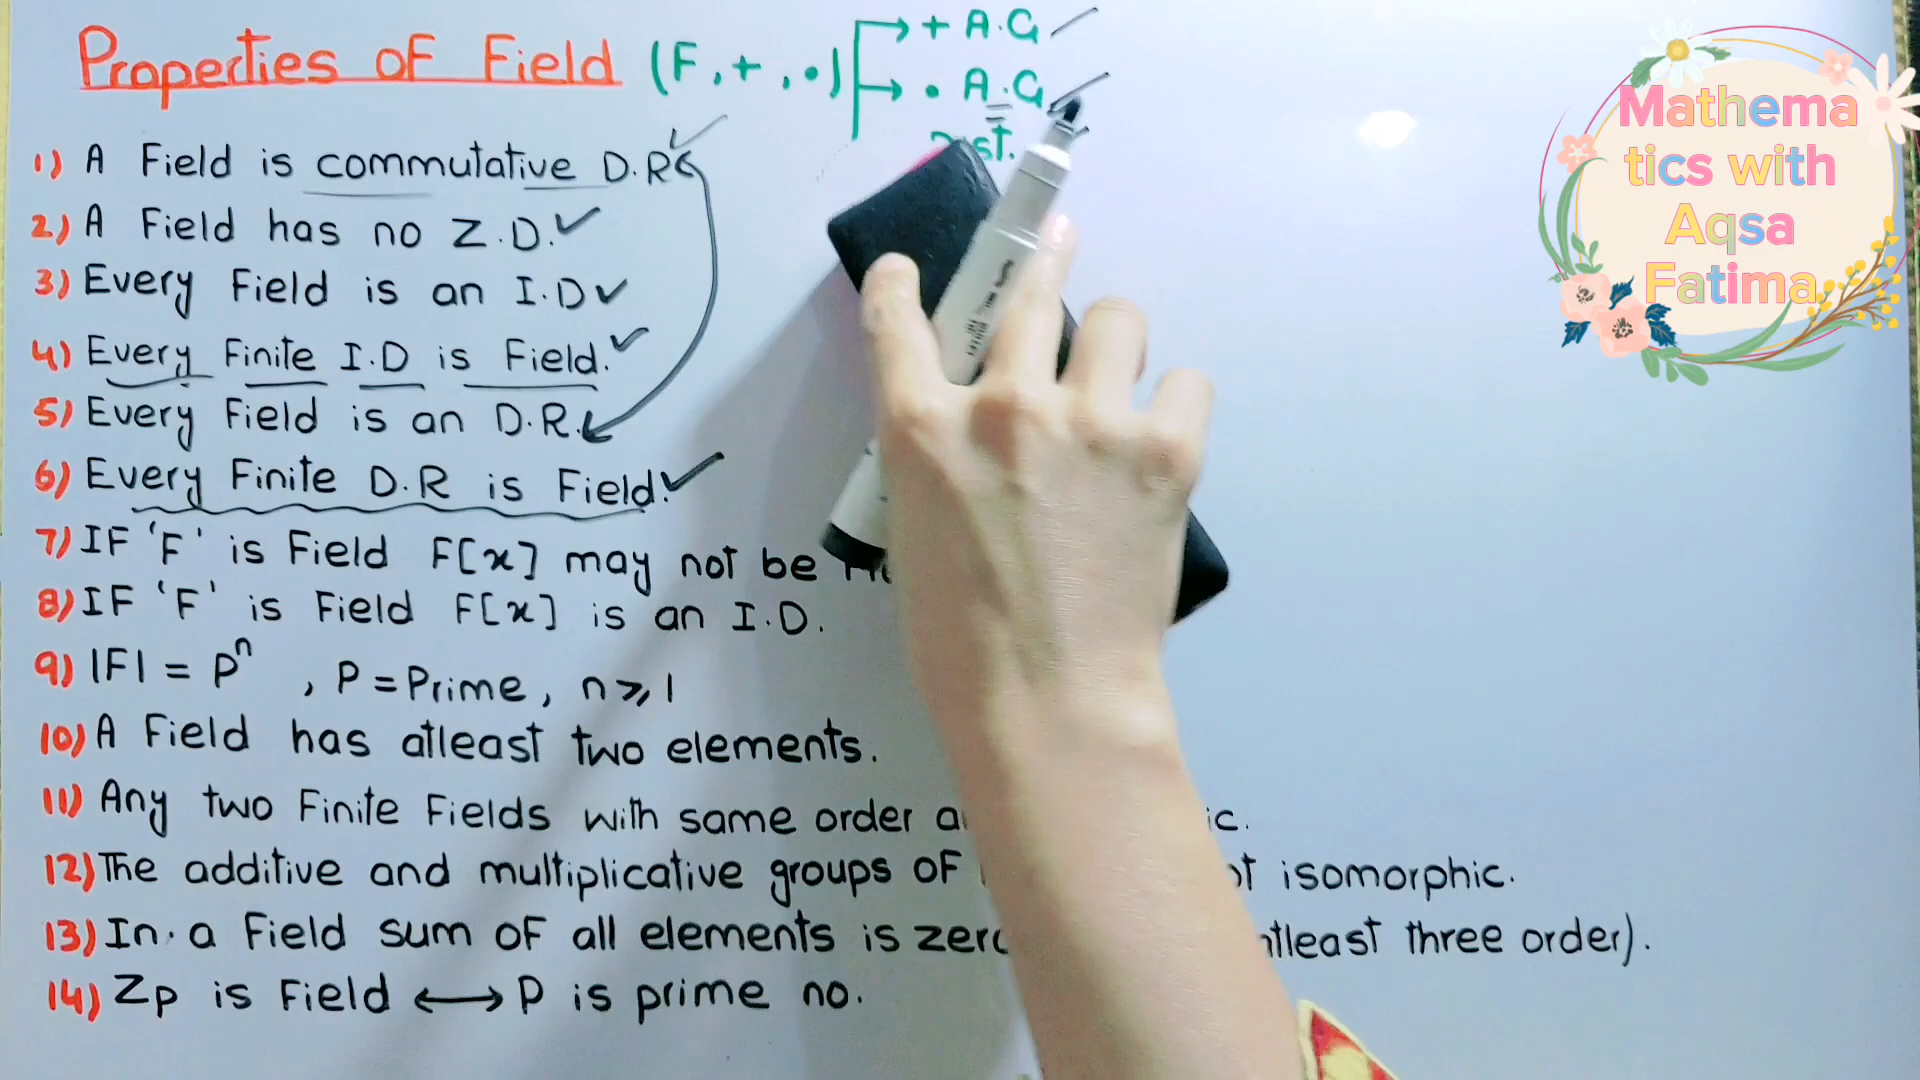 Properties of Field (F, +, •) → + A.G
→ • A.G
1) A Field is commutative D.R
2) A Field has no Z.D.
3) Every Field is an I.D
4) Every Finite I.D is Field.
5) Every Field is an D.R.
6) Every Finite D.R is Field.
7) IF 'F' is Field F[x] may not be
8) IF 'F' is Field F[x] is an I.D.
9) |F| = P^n , P = Prime, n ⩾ 1
10) A Field has atleast two elements.
11) Any two Finite Fields with same order
12) The additive and multiplicative groups of isomorphic.
13) In a Field sum of all elements is atleast three order).
14) Zp is Field ⟷ P is prime no.
Mathema
tics with
Aqsa
Fatima